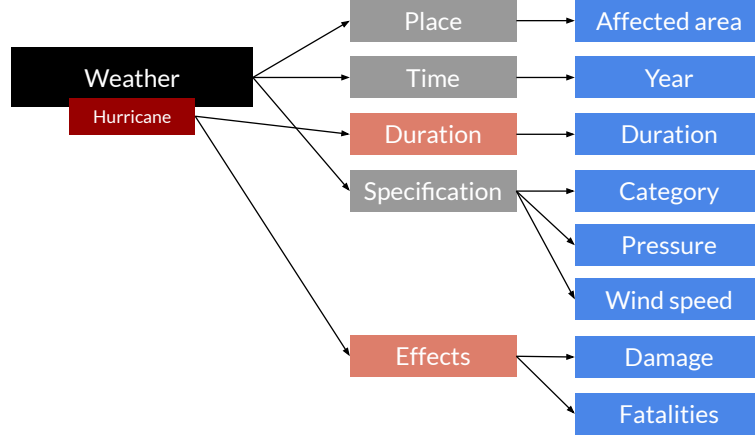 Weather
Hurricane
Place
Time
Duration
Specification
Effects
Affected area
Year
Duration
Category
Pressure
Wind speed
Damage
Fatalities